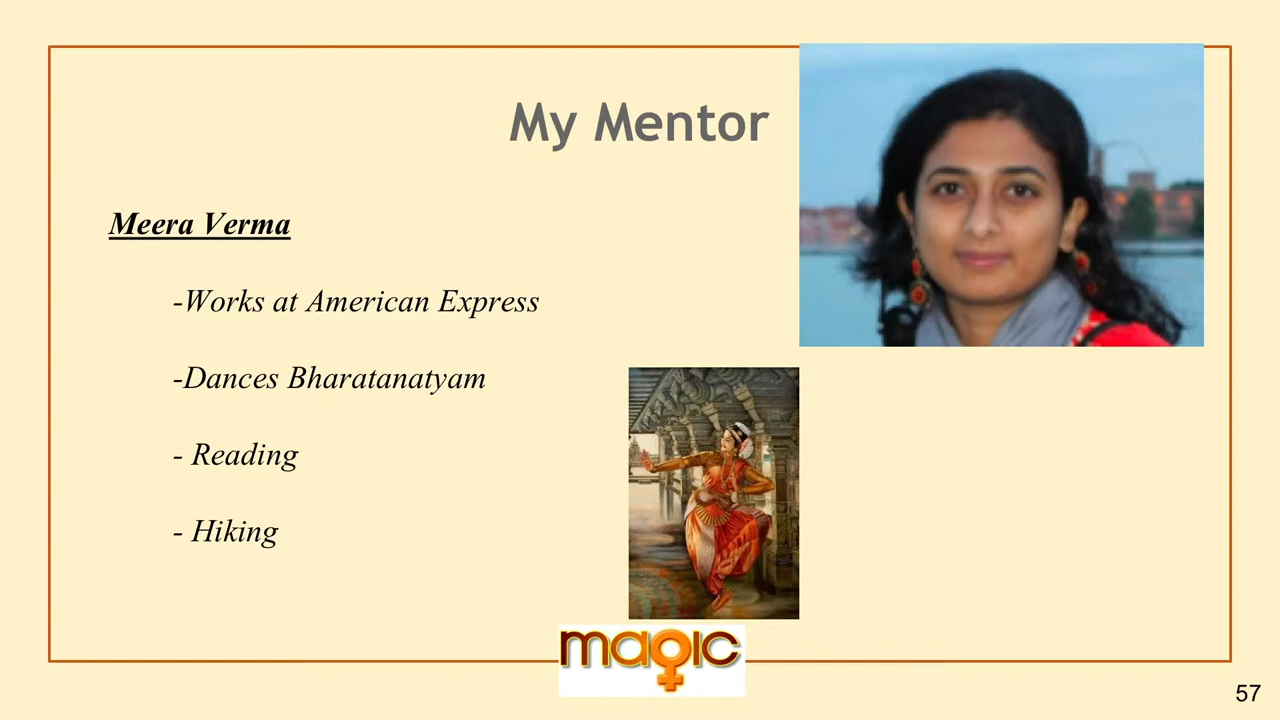 My Mentor
Meera Verma
-Works at American Express
-Dances Bharatanatyam
- Reading
- Hiking
magic
57